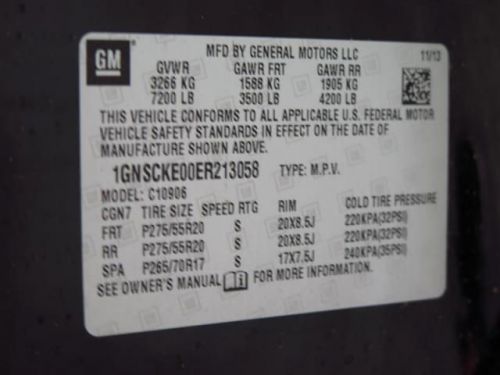 GM
MFD BY GENERAL MOTORS LLC
11/13
GVWR GAWR FRT GAWR RR
3266 KG 1588 KG 1905 KG
7200 LB 3500 LB 4200 LB
THIS VEHICLE CONFORMS TO ALL APPLICABLE U.S. FEDERAL MOTOR
VEHICLE SAFETY STANDARDS IN EFFECT ON THE DATE OF
MANUFACTURE SHOWN ABOVE.
1GNSCKE00ER213058 TYPE: M.P.V.
MODEL: C10906
CGN7 TIRE SIZE SPEED RTG RIM COLD TIRE PRESSURE
FRT P275/55R20 S 20X8.5J 220KPA(32PSI)
RR P275/55R20 S 20X8.5J 220KPA(32PSI)
SPA P265/70R17 S 17X7.5J 240KPA(35PSI)
SEE OWNER'S MANUAL FOR MORE INFORMATION.